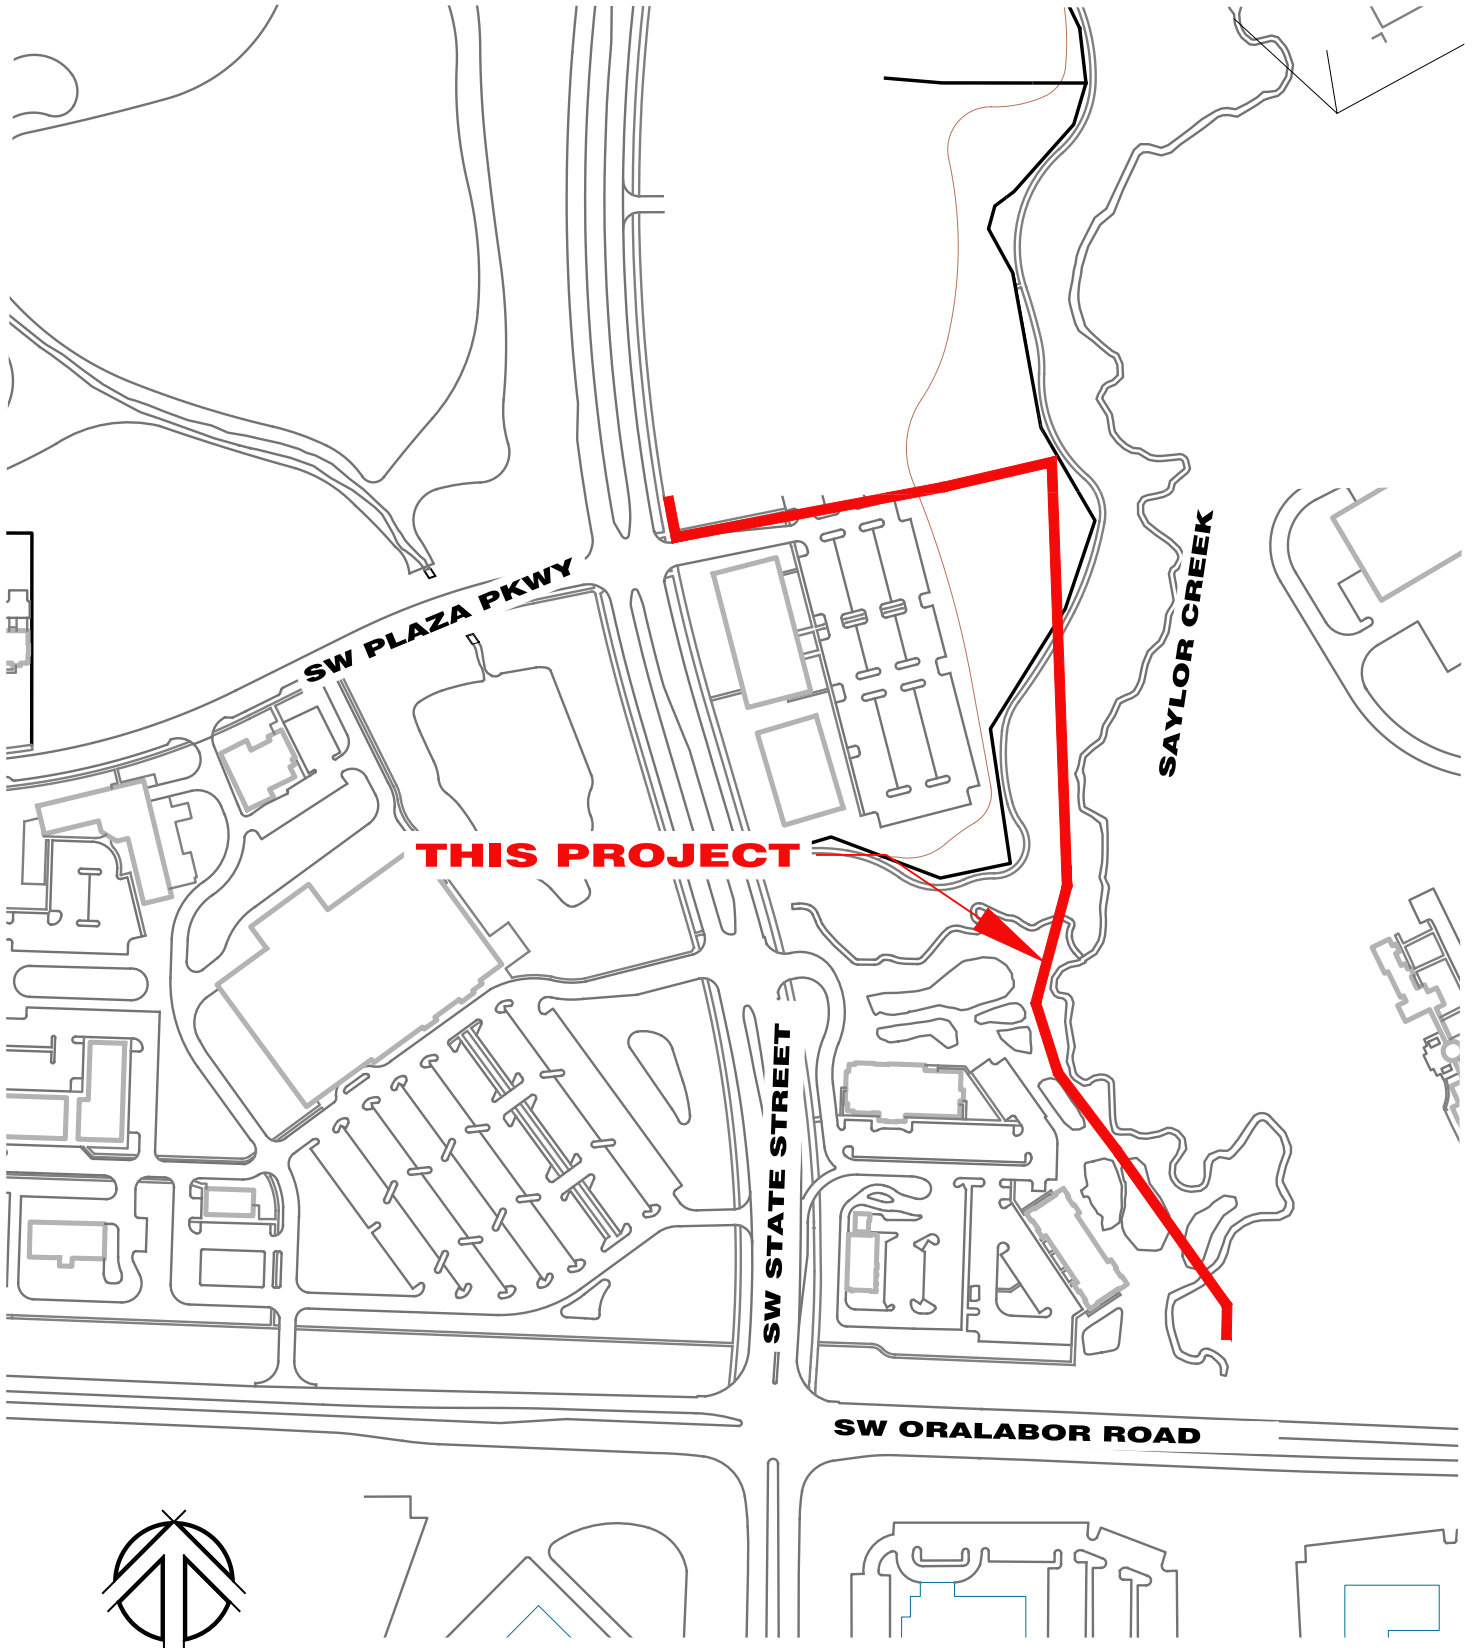 SW PLAZA PKWY
SAYLOR CREEK
THIS PROJECT
SW STATE STREET
SW ORALABOR ROAD